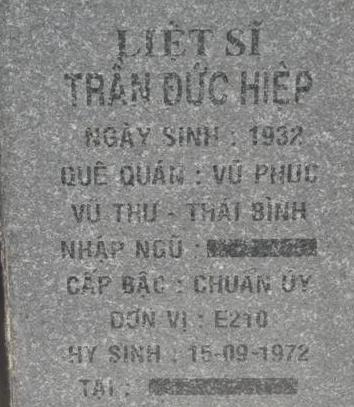 LIỆT SĨ
TRẦN ĐỨC HIỆP
NGÀY SINH : 1932
QUÊ QUÁN : VŨ PHÚC
VŨ THƯ - THÁI BÌNH
NHẬP NGŨ :
CẤP BẬC : CHUẨN ÚY
ĐƠN VỊ : E210
HY SINH : 15-09-1972
TẠI :